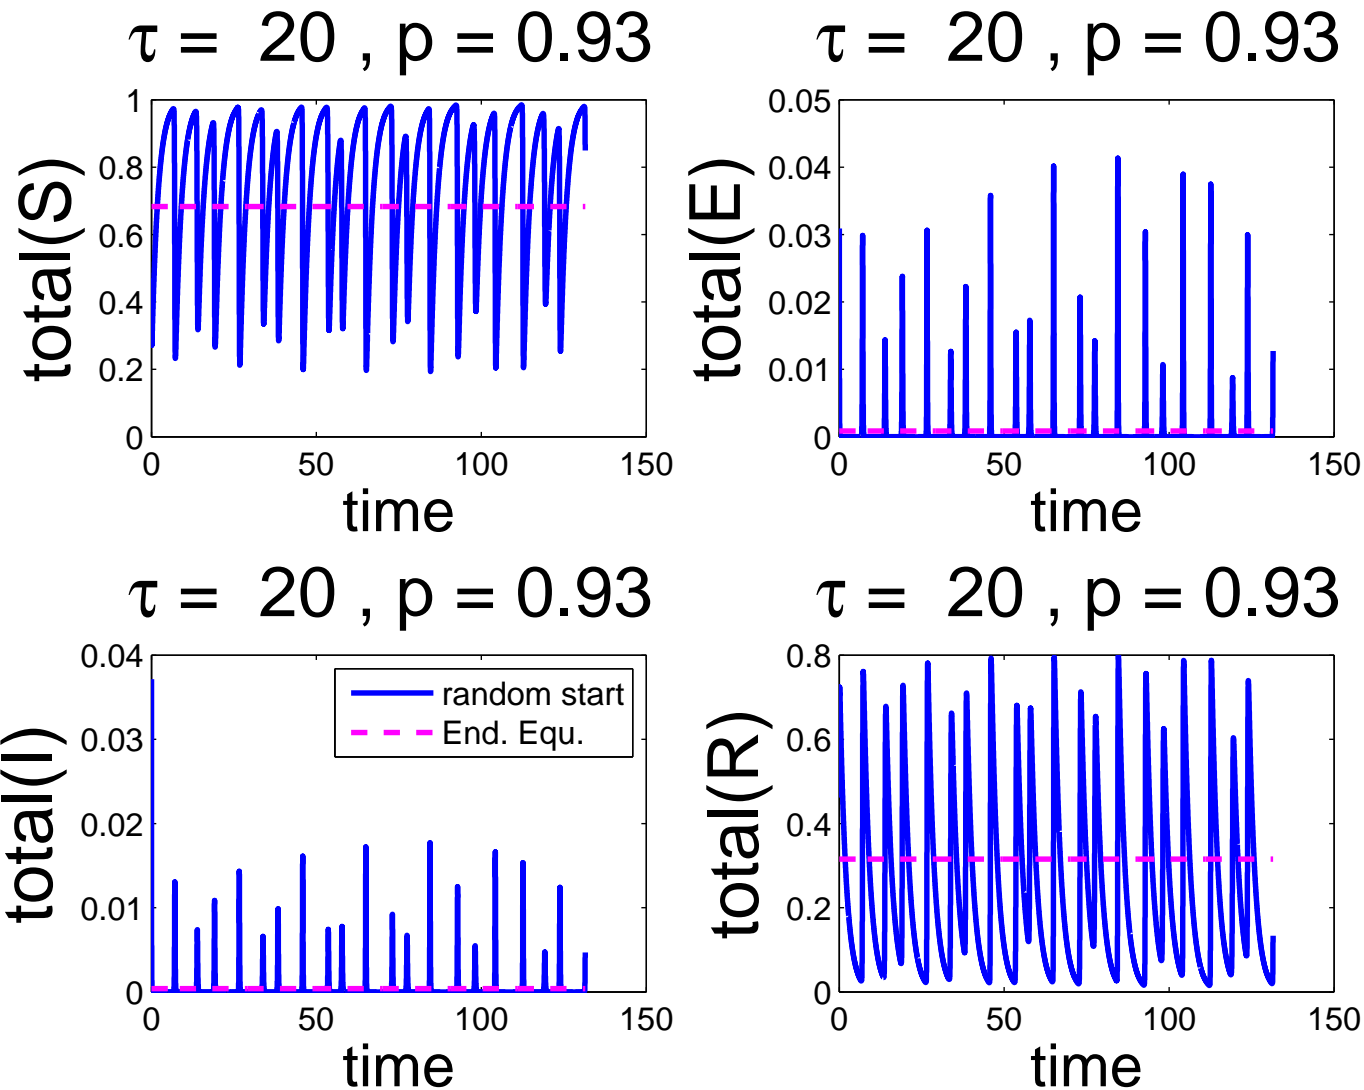 τ = 20 , p = 0.93
total(S)
1
0.8
0.6
0.4
0.2
0
0 50 100 150
time
τ = 20 , p = 0.93
total(E)
0.05
0.04
0.03
0.02
0.01
0
0 50 100 150
time
τ = 20 , p = 0.93
total(I)
0.04
0.03
0.02
0.01
0
random start
End. Equ.
0 50 100 150
time
τ = 20 , p = 0.93
total(R)
0.8
0.6
0.4
0.2
0
0 50 100 150
time